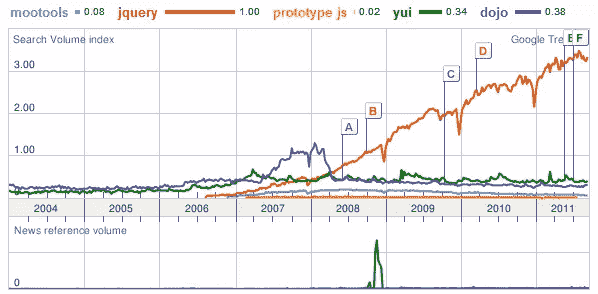 mootools 0.08 jquery 1.00 prototype js 0.02 yui 0.34 dojo 0.38
Search Volume index Google Tre E F
D
3.00
C
2.00
B
A
1.00
2004 2005 2006 2007 2008 2009 2010 2011
News reference volume
0